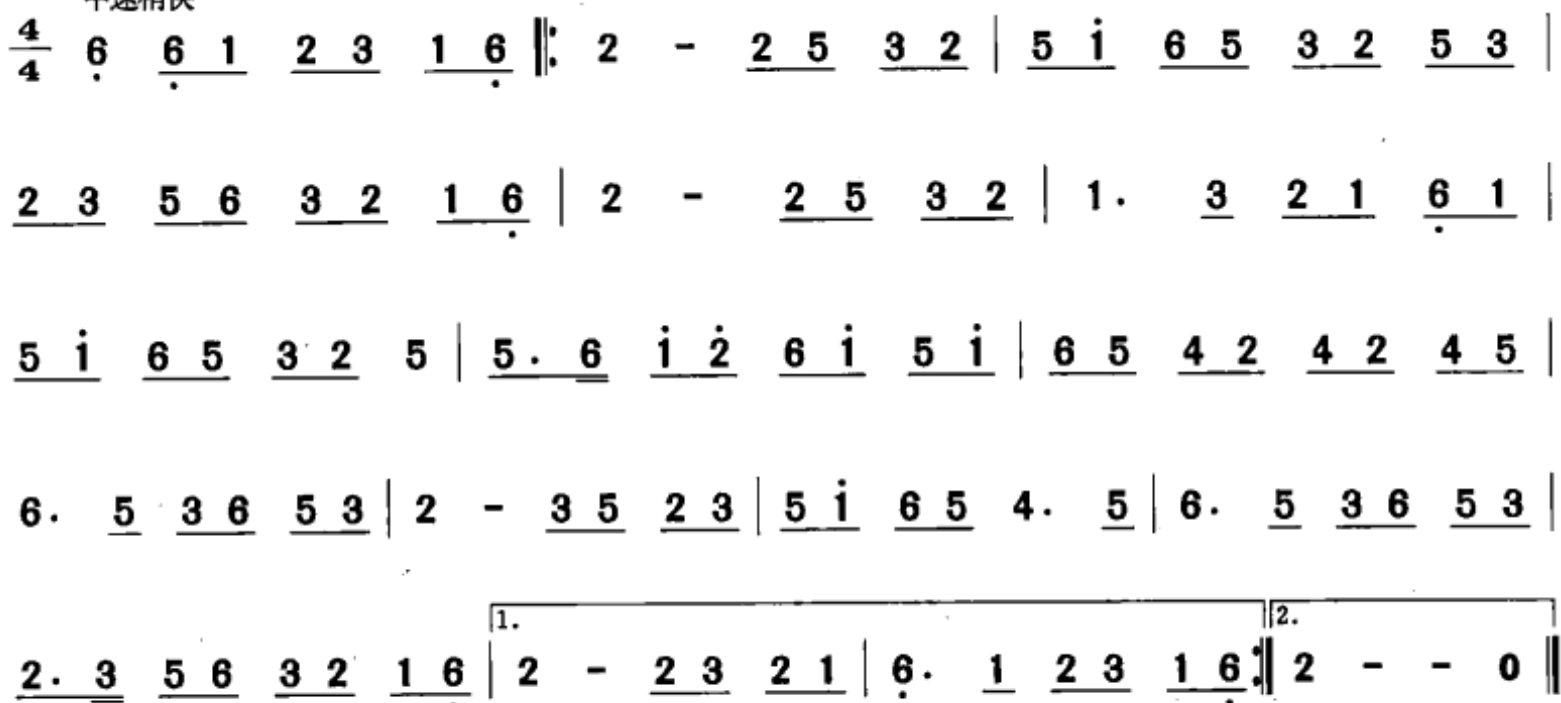 中速稍快
4/4 6̣ 6̣ 1 2 3 1 6̣ ‖: 2 - 2 5 3 2 | 5 i 6 5 3 2 5 3 |
2 3 5 6 3 2 1 6̣ | 2 - 2 5 3 2 | 1. 3 2 1 6̣ 1 |
5 i 6 5 3 2 5 | 5. 6 i 2̇ 6 i 5 i | 6 5 4 2 4 2 4 5 |
6. 5 3 6 5 3 | 2 - 3 5 2 3 | 5 i 6 5 4. 5 | 6. 5 3 6 5 3 |
1. 2.
2. 3 5 6 3 2 1 6̣ | 2 - 2 3 2 1 | 6̣. 1 2 3 1 6̣ :‖ 2 - - 0 ‖